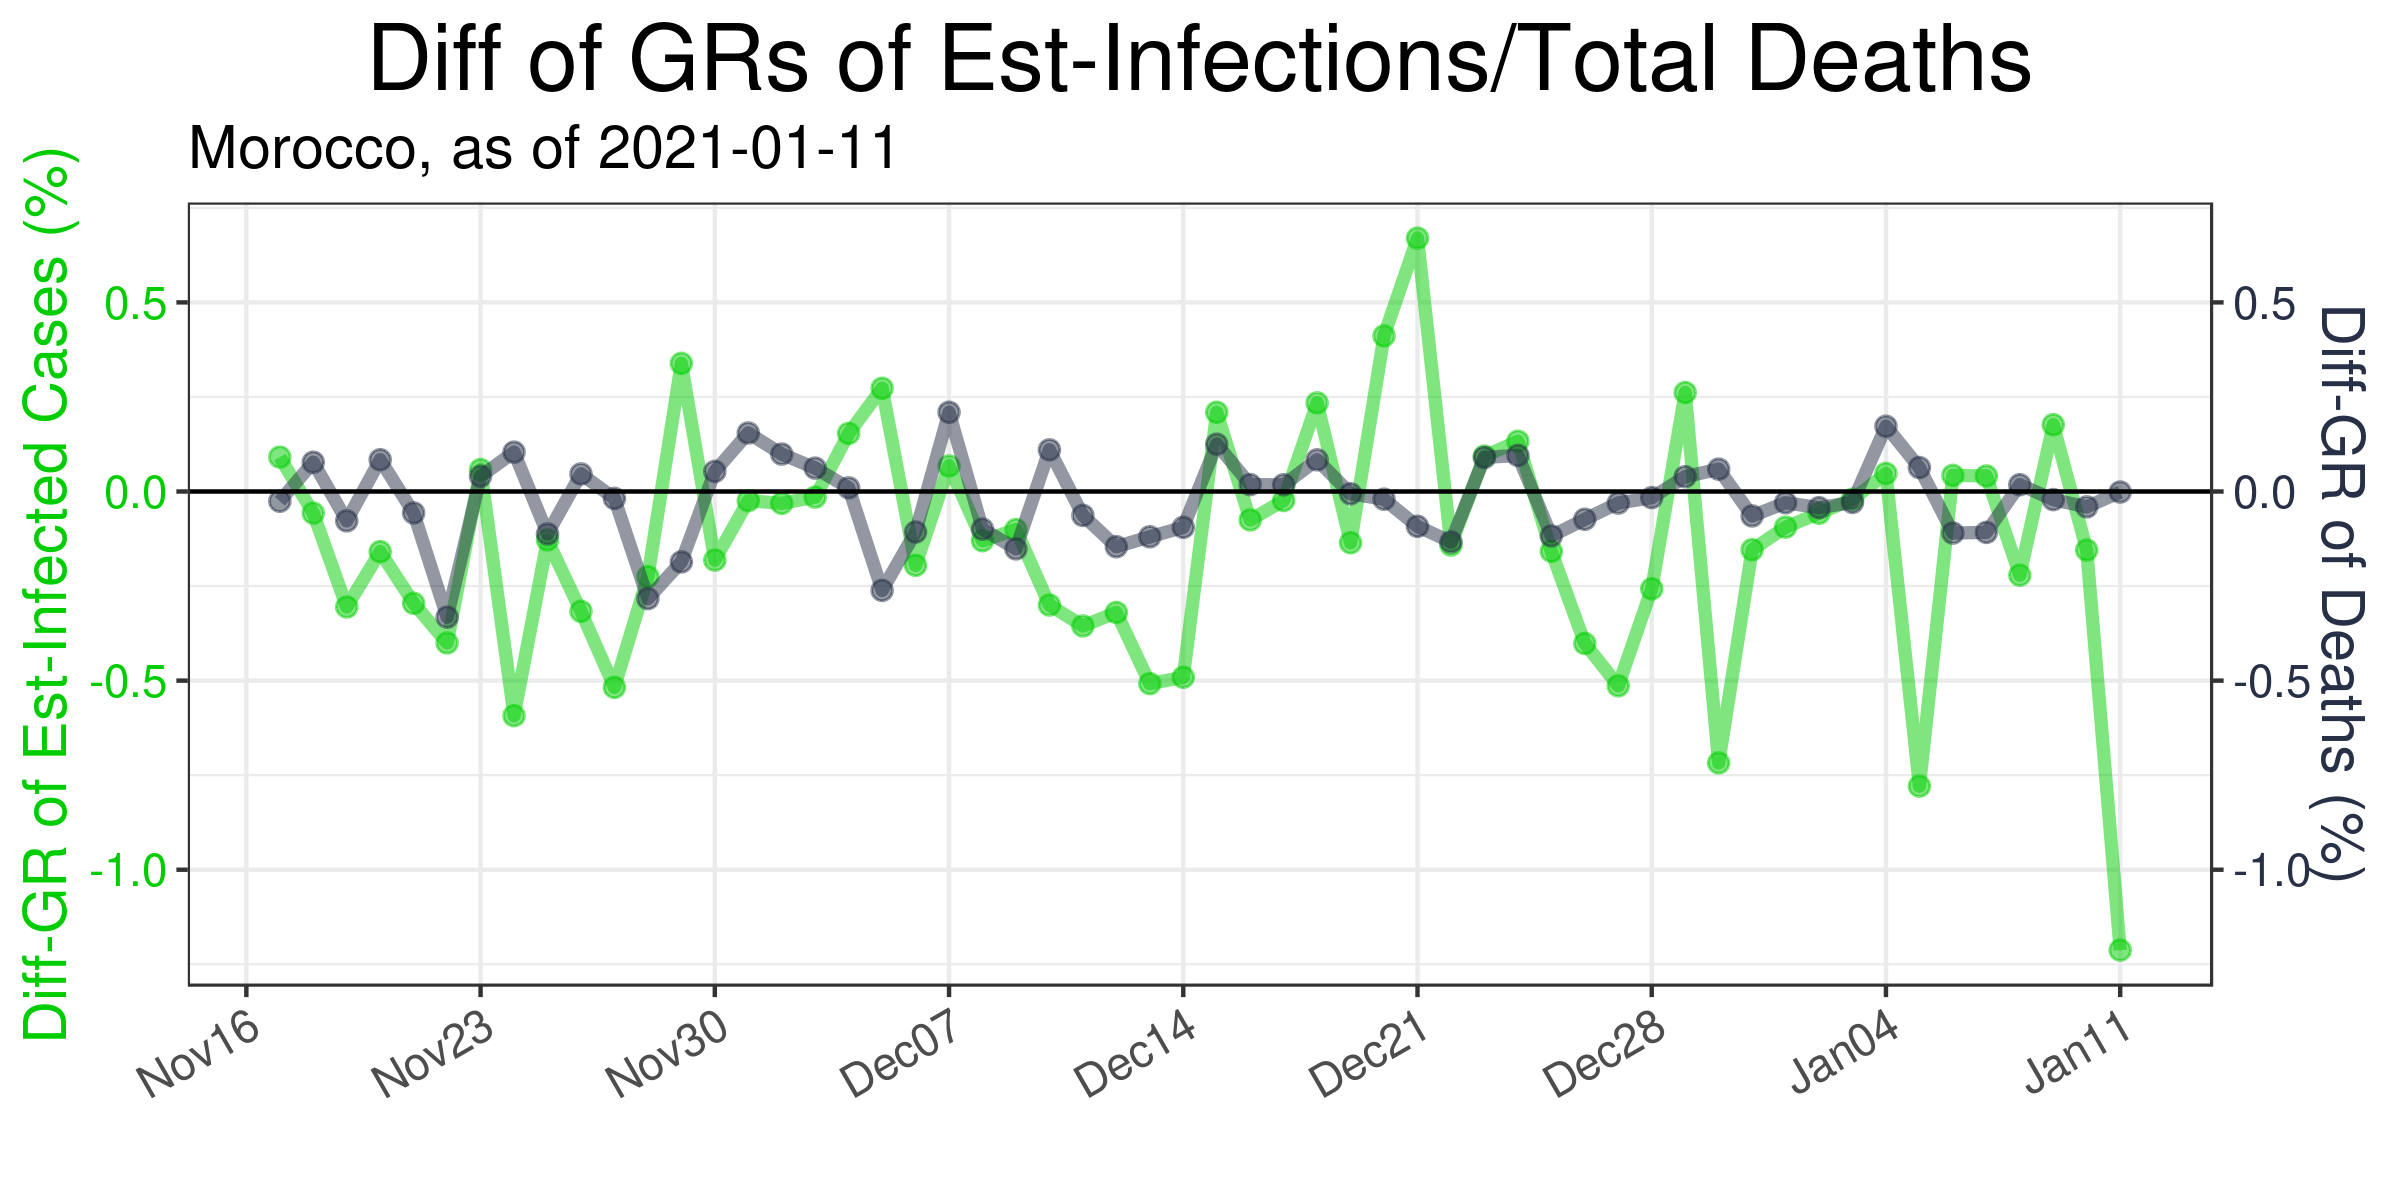 Diff of GRs of Est-Infections/Total Deaths
Morocco, as of 2021-01-11
Diff-GR of Est-Infected Cases (%)
0.5
0.0
-0.5
-1.0
0.5
0.0
-0.5
-1.0
Diff-GR of Deaths (%)
Nov16
Nov23
Nov30
Dec07
Dec14
Dec21
Dec28
Jan04
Jan11